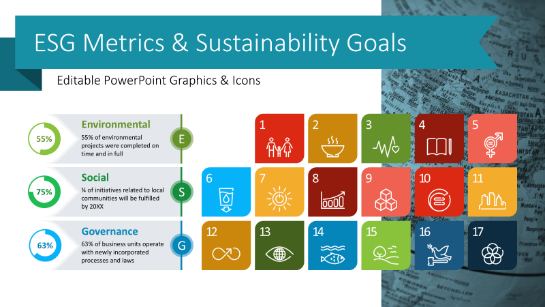 ESG Metrics & Sustainability Goals
Editable PowerPoint Graphics & Icons
55%
Environmental
55% of environmental
projects were completed on
time and in full
E
75%
Social
¾ of initiatives related to local
communities will be fulfilled
by 20XX
S
63%
Governance
63% of business units operate
with newly incorporated
processes and laws
G
1 2 3 4 5
6 7 8 9 10 11
12 13 14 15 16 17
KAZAKHSTAN